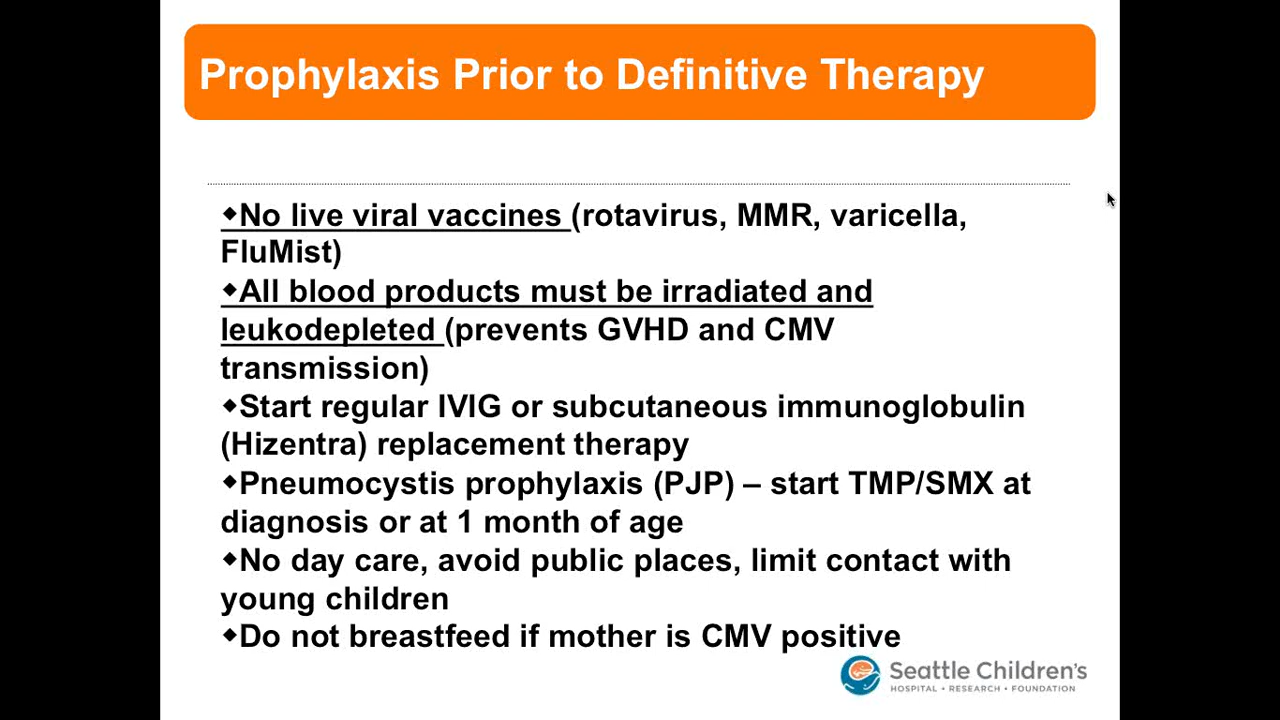 Prophylaxis Prior to Definitive Therapy
◆No live viral vaccines (rotavirus, MMR, varicella,
FluMist)
◆All blood products must be irradiated and
leukodepleted (prevents GVHD and CMV
transmission)
◆Start regular IVIG or subcutaneous immunoglobulin
(Hizentra) replacement therapy
◆Pneumocystis prophylaxis (PJP) – start TMP/SMX at
diagnosis or at 1 month of age
◆No day care, avoid public places, limit contact with
young children
◆Do not breastfeed if mother is CMV positive
Seattle Children's
HOSPITAL • RESEARCH • FOUNDATION